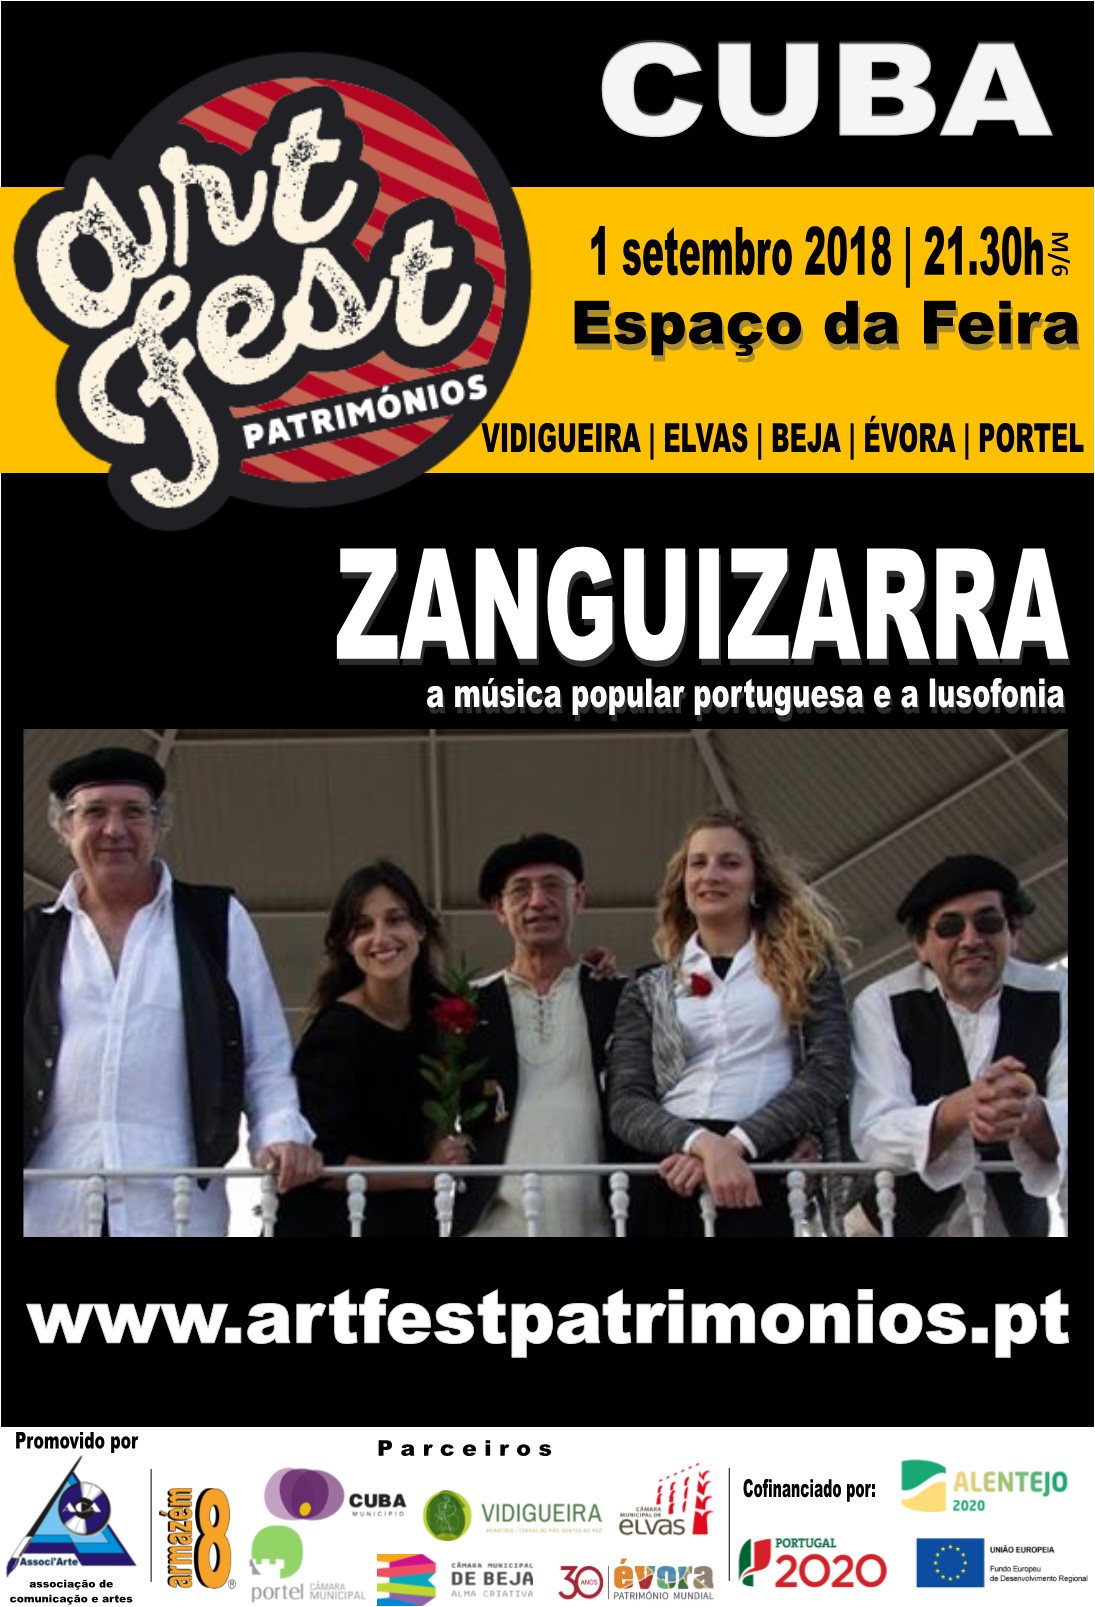 CUBA
art
fest
PATRIMÓNIOS
1 setembro 2018 | 21.30h M/6
Espaço da Feira
VIDIGUEIRA | ELVAS | BEJA | ÉVORA | PORTEL
ZANGUIZARRA
a música popular portuguesa e a lusofonia
www.artfestpatrimonios.pt
Promovido por
ACA
Associ'Arte
associação de
comunicação e artes
armazém
8
®
Parceiros
CUBA
MUNICÍPIO
VIDIGUEIRA
CÂMARA
MUNICIPAL DE
elvas
portel CÂMARA
MUNICIPAL
CÂMARA MUNICIPAL
DE BEJA
ALMA CRIATIVA
30 ANOS
évora
PATRIMÓNIO MUNDIAL
Cofinanciado por:
ALENTEJO
2020
PORTUGAL
2020
UNIÃO EUROPEIA
Fundo Europeu
de Desenvolvimento Regional